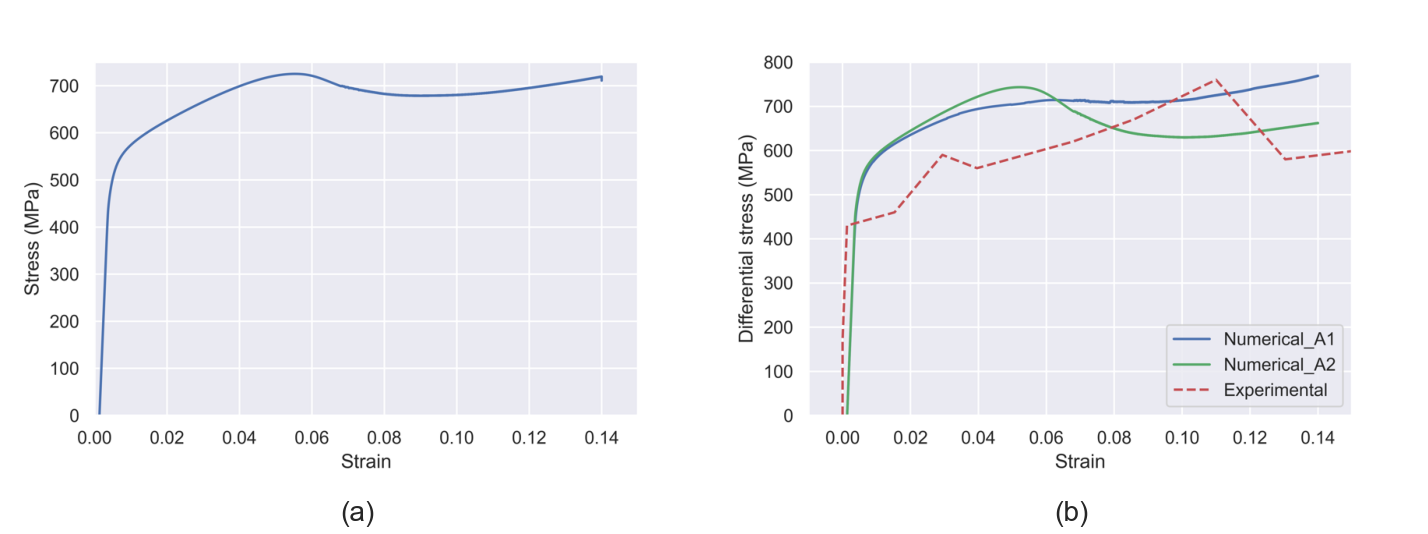 700
600
500
400
300
200
100
0
Stress (MPa)
0.00 0.02 0.04 0.06 0.08 0.10 0.12 0.14
Strain
(a)
800
700
600
500
400
300
200
100
0
Differential stress (MPa)
Numerical_A1
Numerical_A2
Experimental
0.00 0.02 0.04 0.06 0.08 0.10 0.12 0.14
Strain
(b)